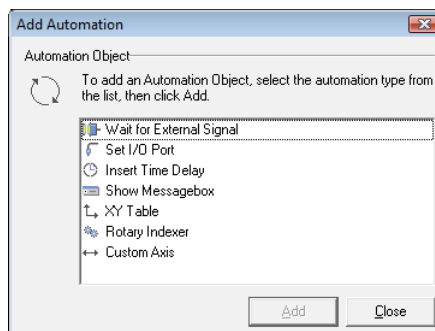 Add Automation
Automation Object
To add an Automation Object, select the automation type from
the list, then click Add.
Wait for External Signal
Set I/O Port
Insert Time Delay
Show Messagebox
XY Table
Rotary Indexer
Custom Axis
Add
Close